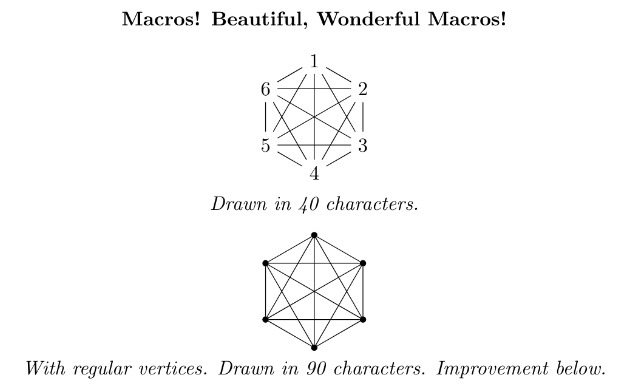 Macros! Beautiful, Wonderful Macros!
1
6 2
5 3
4
Drawn in 40 characters.
With regular vertices. Drawn in 90 characters. Improvement below.